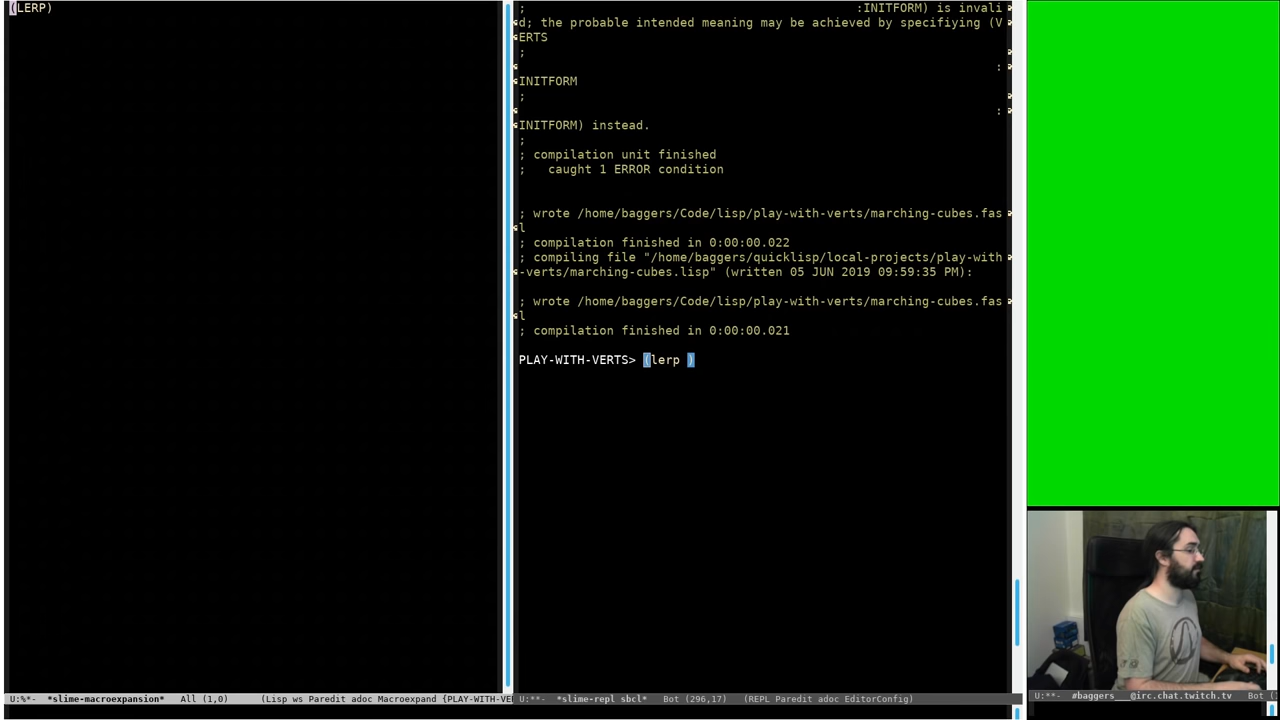 (LERP)
; :INITFORM) is invali
d; the probable intended meaning may be achieved by specifiying (V
ERTS
;
:
INITFORM
;
:
INITFORM) instead.
;
; compilation unit finished
; caught 1 ERROR condition
; wrote /home/baggers/Code/lisp/play-with-verts/marching-cubes.fas
l
; compilation finished in 0:00:00.022
; compiling file "/home/baggers/quicklisp/local-projects/play-with
-verts/marching-cubes.lisp" (written 05 JUN 2019 09:59:35 PM):
; wrote /home/baggers/Code/lisp/play-with-verts/marching-cubes.fas
l
; compilation finished in 0:00:00.021
PLAY-WITH-VERTS> (lerp )
U:%*- *slime-macroexpansion* All (1,0) (Lisp ws Paredit adoc Macroexpand {PLAY-WITH-VE
U:**- *slime-repl sbcl* Bot (296,17) (REPL Paredit adoc EditorConfig)
U:**- #baggers___@irc.chat.twitch.tv Bot (